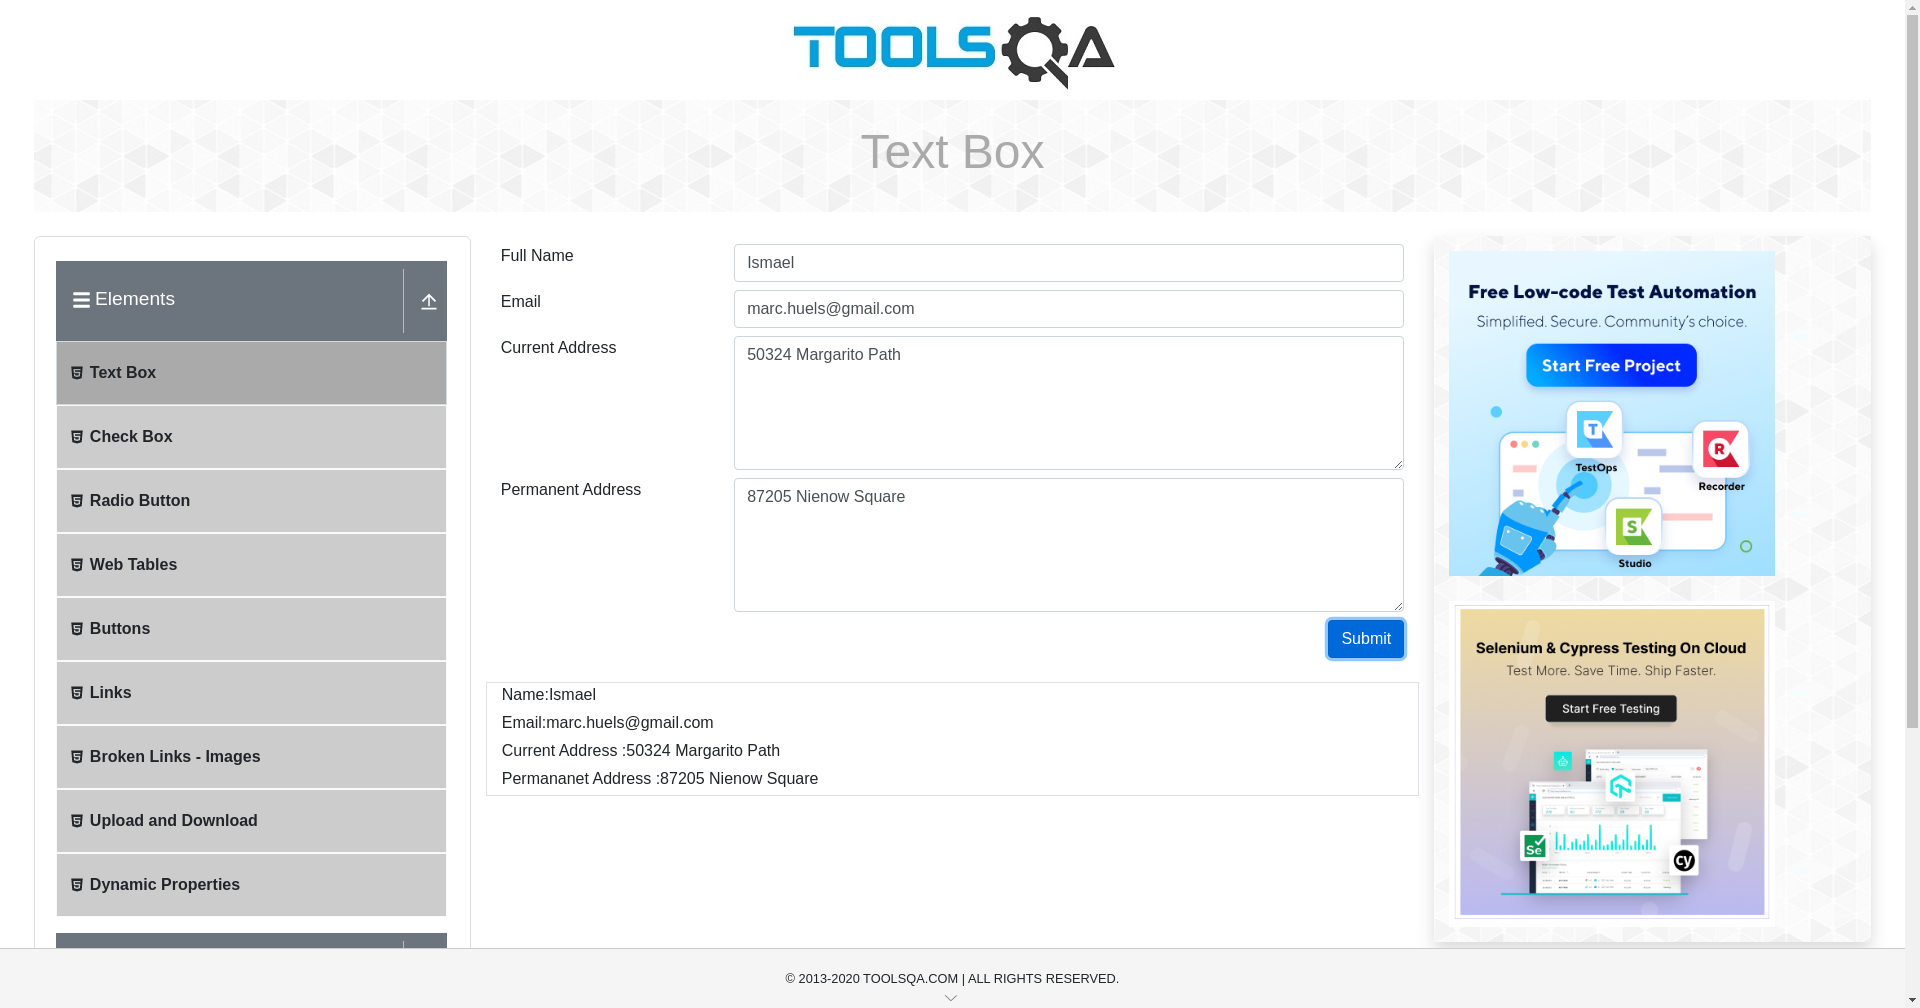 TOOLSQA
Text Box
Elements
Text Box
Check Box
Radio Button
Web Tables
Buttons
Links
Broken Links - Images
Upload and Download
Dynamic Properties
Full Name
Ismael
Email
marc.huels@gmail.com
Current Address
50324 Margarito Path
Permanent Address
87205 Nienow Square
Submit
Name:Ismael
Email:marc.huels@gmail.com
Current Address :50324 Margarito Path
Permananet Address :87205 Nienow Square
Free Low-code Test Automation
Simplified. Secure. Community's choice.
Start Free Project
T
TestOps
R
Recorder
S
Studio
Selenium & Cypress Testing On Cloud
Test More. Save Time. Ship Faster.
Start Free Testing
Se
cy
© 2013-2020 TOOLSQA.COM | ALL RIGHTS RESERVED.